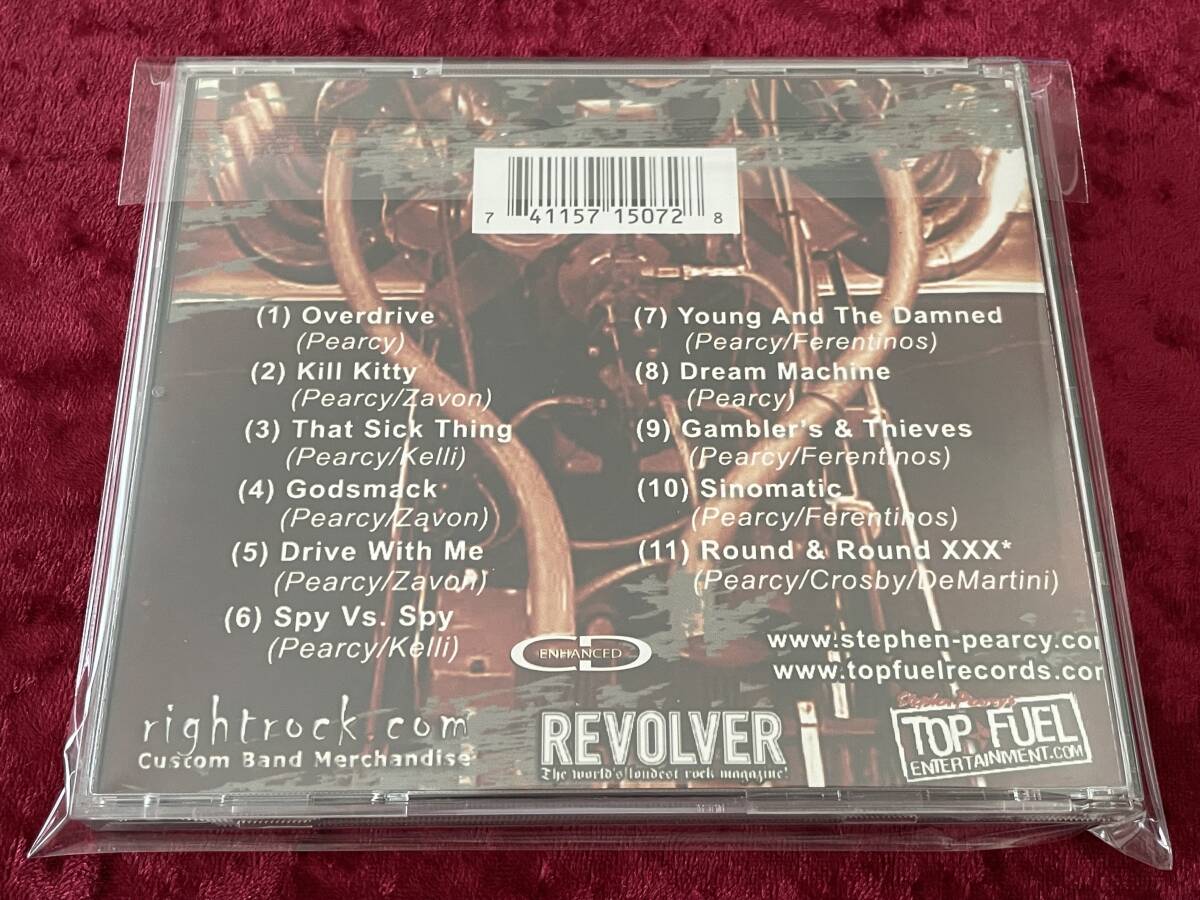 7 41157 15072 8
(1) Overdrive
(Pearcy)
(2) Kill Kitty
(Pearcy/Zavon)
(3) That Sick Thing
(Pearcy/Kelli)
(4) Godsmack
(Pearcy/Zavon)
(5) Drive With Me
(Pearcy/Zavon)
(6) Spy Vs. Spy
(Pearcy/Kelli)
(7) Young And The Damned
(Pearcy/Ferentinos)
(8) Dream Machine
(Pearcy)
(9) Gambler's & Thieves
(Pearcy/Ferentinos)
(10) Sinomatic
(Pearcy/Ferentinos)
(11) Round & Round XXX*
(Pearcy/Crosby/DeMartini)
ENHANCED
www.stephen-pearcy.com
www.topfuelrecords.com
rightrock.com
Custom Band Merchandise
REVOLVER
The world's loudest rock magazine!
Stephen Pearcy's
TOP FUEL
ENTERTAINMENT.COM